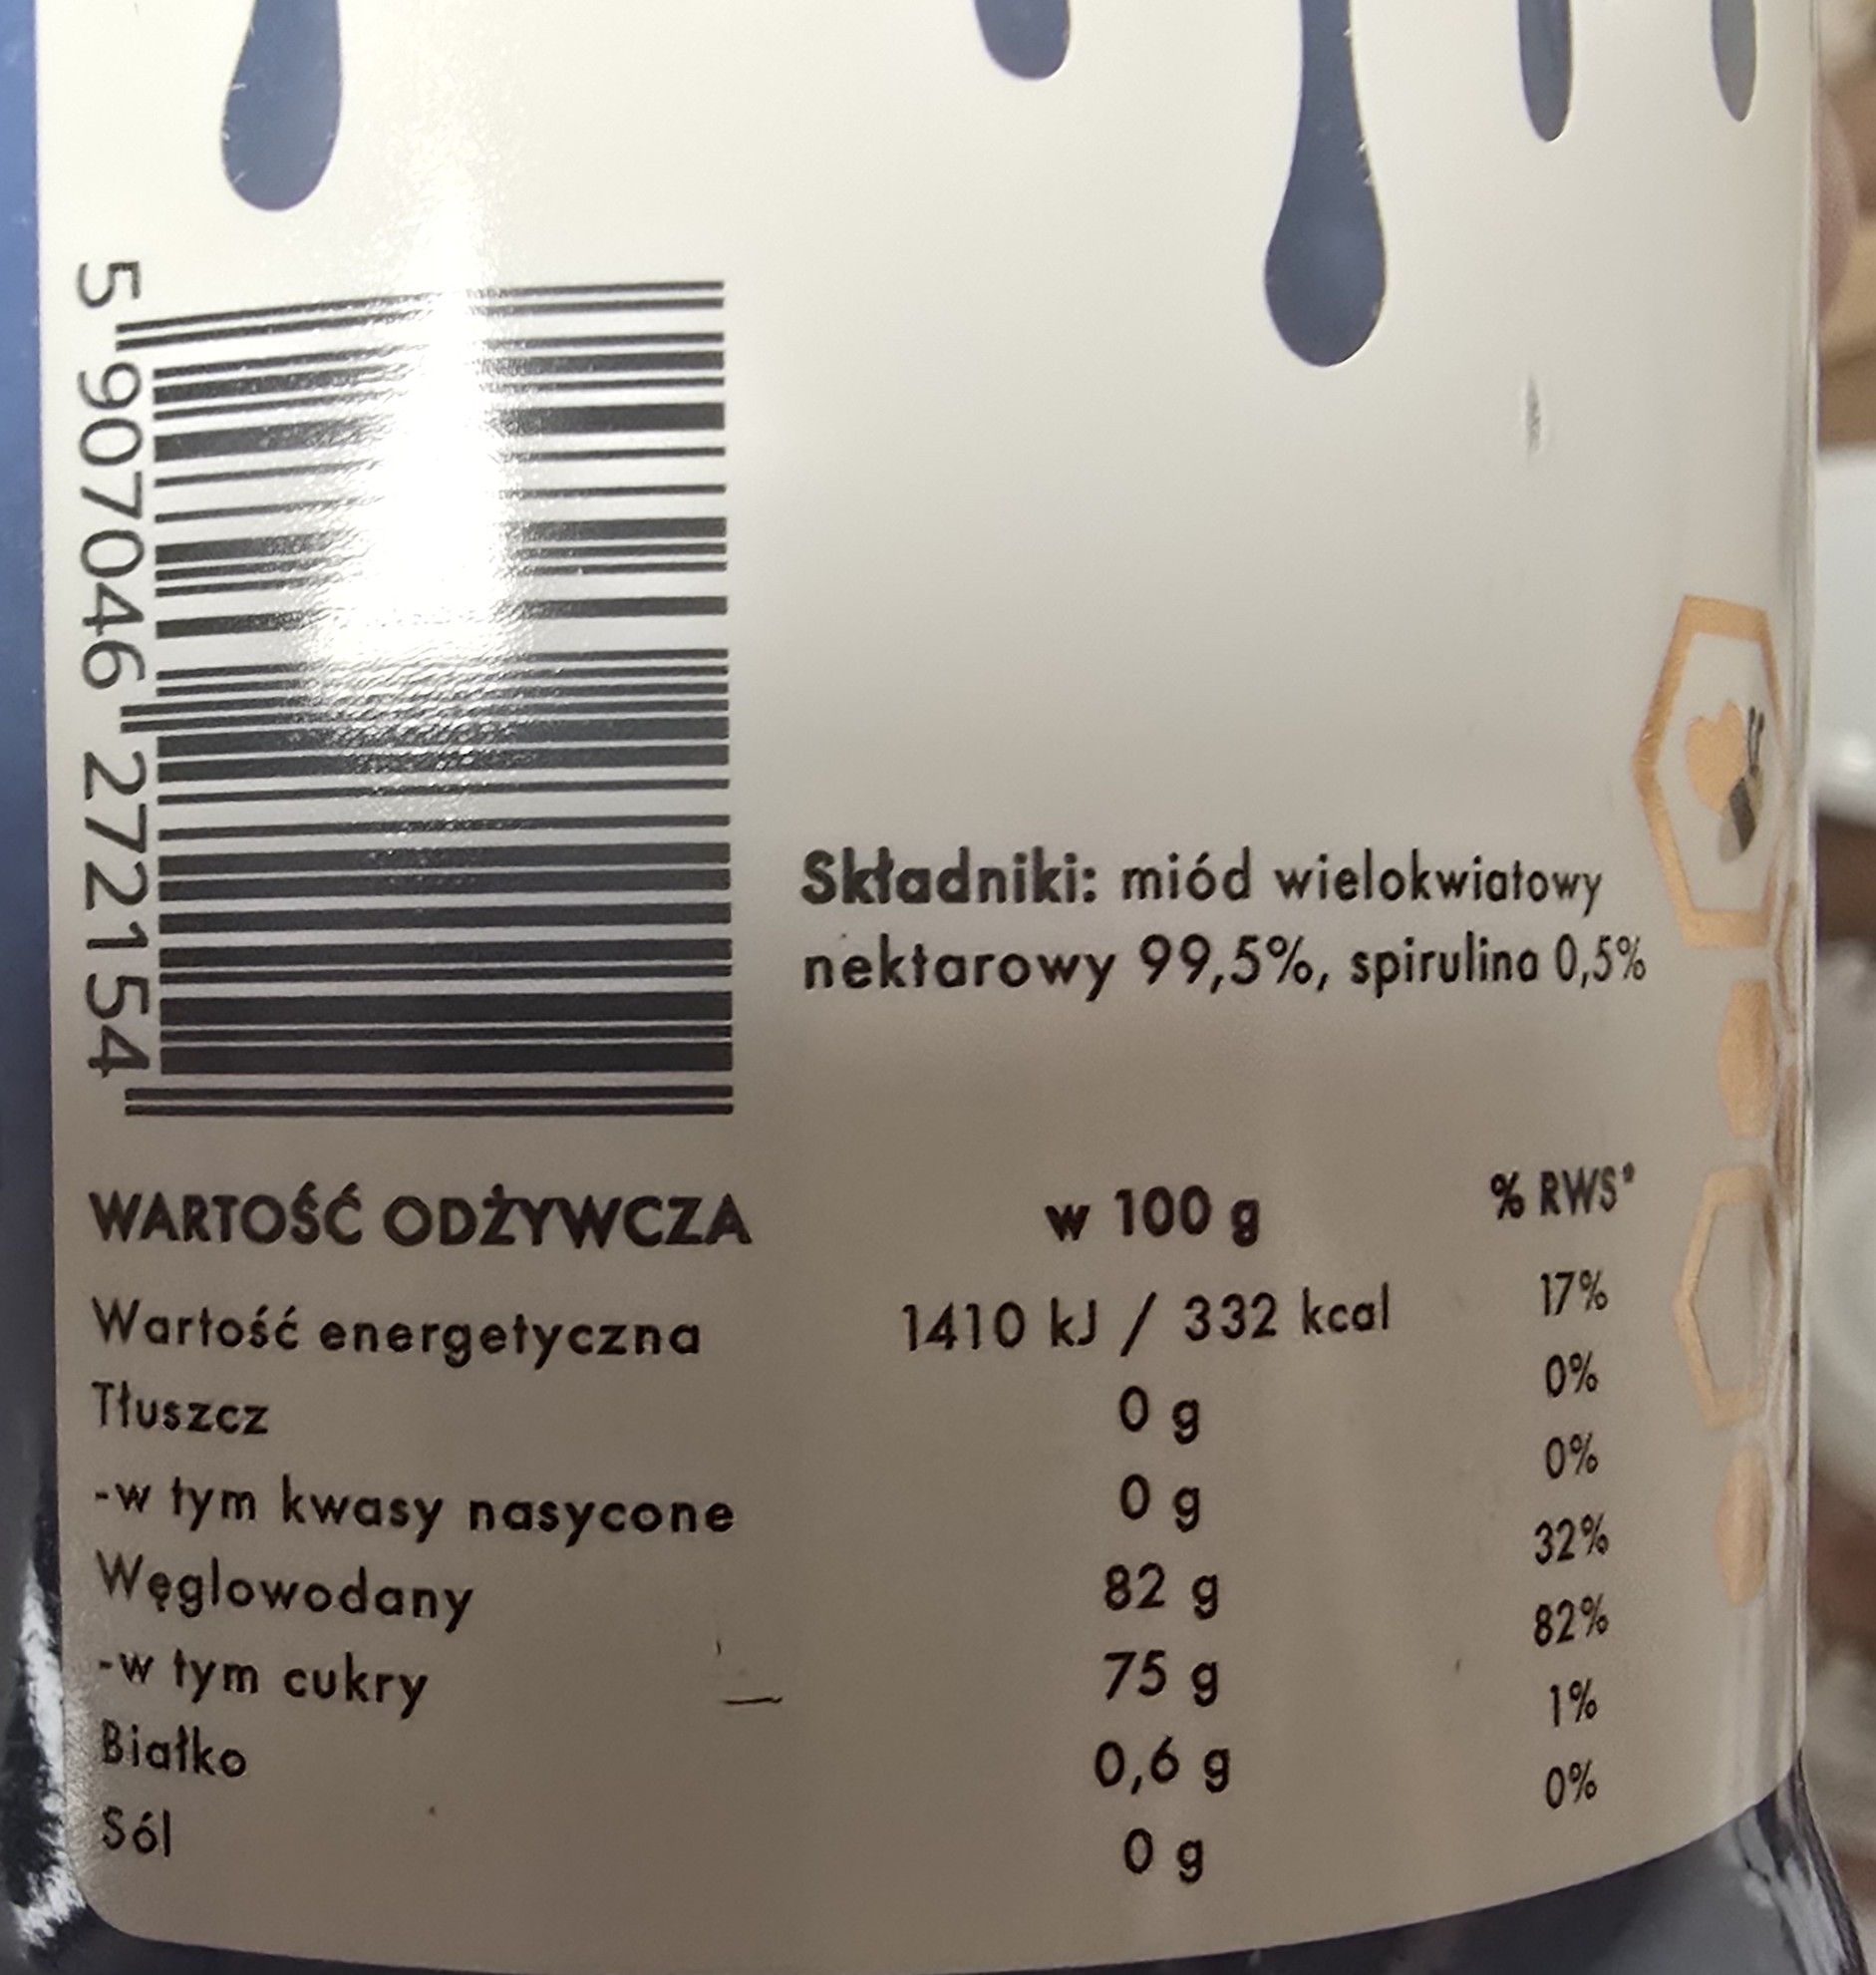 5 907046 272154
Składniki: miód wielokwiatowy
nektarowy 99,5%, spirulina 0,5%
WARTOŚĆ ODŻYWCZA w 100 g % RWS*
Wartość energetyczna 1410 kJ / 332 kcal 17%
Tłuszcz 0 g 0%
-w tym kwasy nasycone 0 g 0%
Węglowodany 82 g 32%
-w tym cukry 75 g 82%
Białko 0,6 g 1%
Sól 0 g 0%